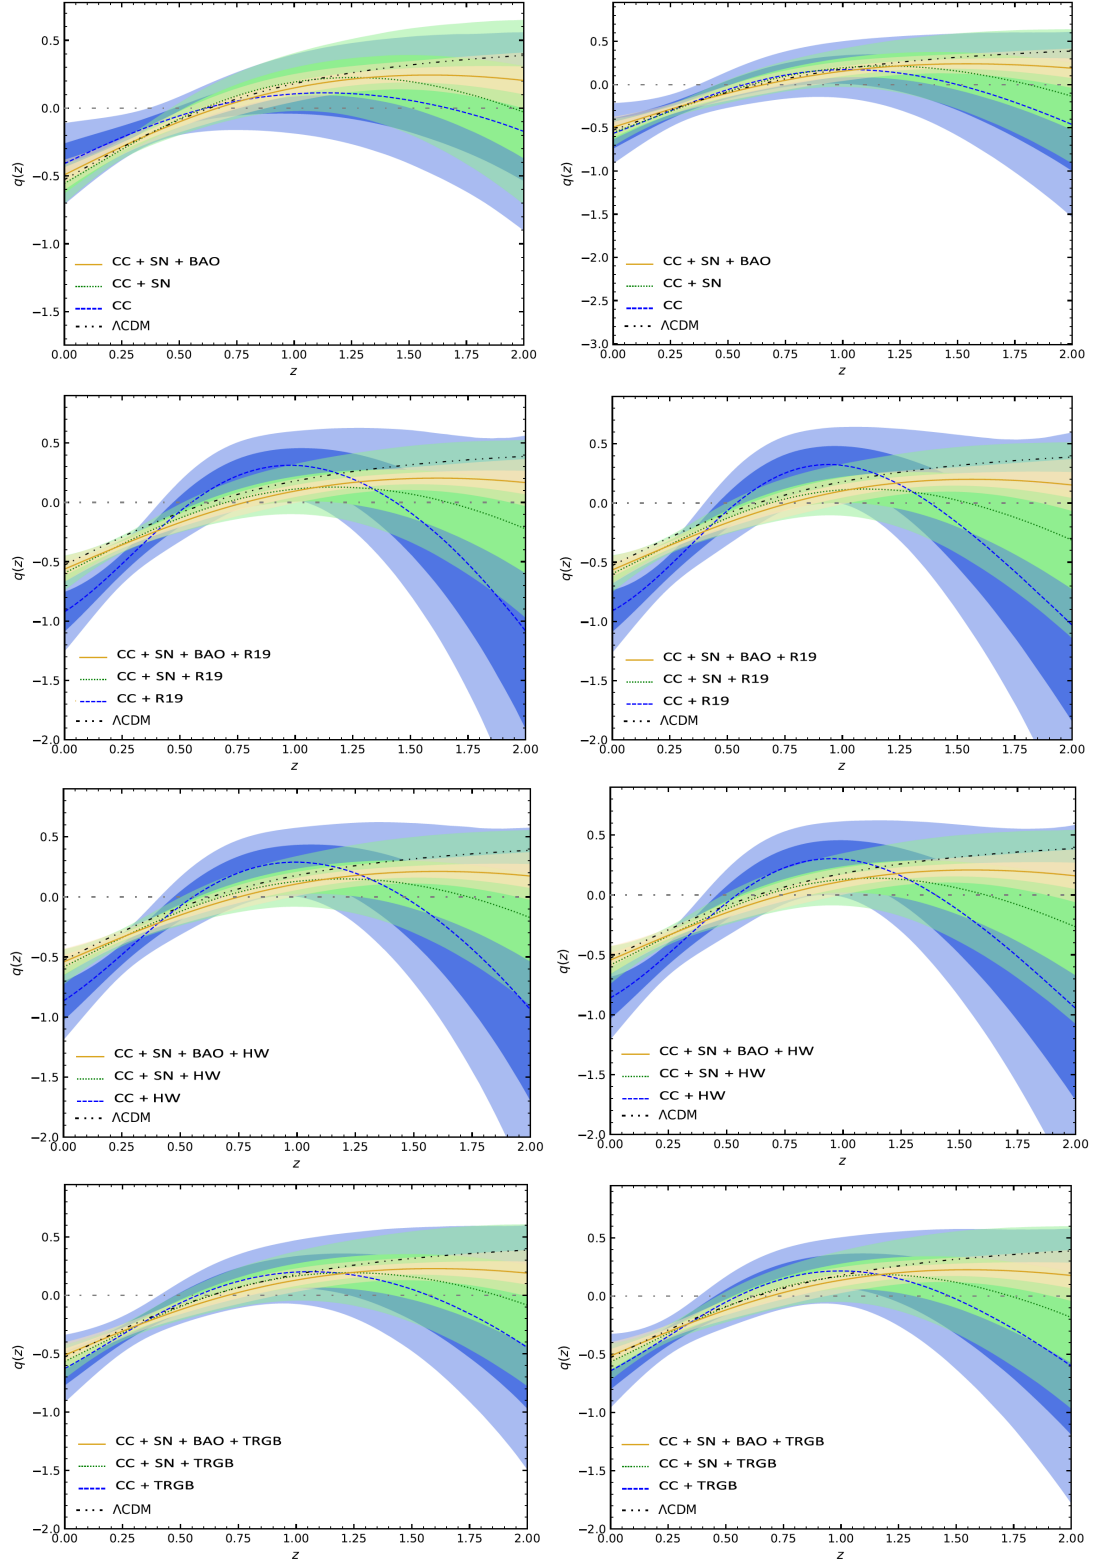 0.5
0.0
−0.5
−1.0
−1.5
q(z)
CC + SN + BAO
CC + SN
CC
ΛCDM
0.00 0.25 0.50 0.75 1.00 1.25 1.50 1.75 2.00
z
0.5
0.0
−0.5
−1.0
−1.5
−2.0
−2.5
−3.0
q(z)
CC + SN + BAO
CC + SN
CC
ΛCDM
0.00 0.25 0.50 0.75 1.00 1.25 1.50 1.75 2.00
z
0.5
0.0
−0.5
−1.0
−1.5
−2.0
q(z)
CC + SN + BAO + R19
CC + SN + R19
CC + R19
ΛCDM
0.00 0.25 0.50 0.75 1.00 1.25 1.50 1.75 2.00
z
0.5
0.0
−0.5
−1.0
−1.5
−2.0
q(z)
CC + SN + BAO + R19
CC + SN + R19
CC + R19
ΛCDM
0.00 0.25 0.50 0.75 1.00 1.25 1.50 1.75 2.00
z
0.5
0.0
−0.5
−1.0
−1.5
−2.0
q(z)
CC + SN + BAO + HW
CC + SN + HW
CC + HW
ΛCDM
0.00 0.25 0.50 0.75 1.00 1.25 1.50 1.75 2.00
z
0.5
0.0
−0.5
−1.0
−1.5
−2.0
q(z)
CC + SN + BAO + HW
CC + SN + HW
CC + HW
ΛCDM
0.00 0.25 0.50 0.75 1.00 1.25 1.50 1.75 2.00
z
0.5
0.0
−0.5
−1.0
−1.5
−2.0
q(z)
CC + SN + BAO + TRGB
CC + SN + TRGB
CC + TRGB
ΛCDM
0.00 0.25 0.50 0.75 1.00 1.25 1.50 1.75 2.00
z
0.5
0.0
−0.5
−1.0
−1.5
−2.0
q(z)
CC + SN + BAO + TRGB
CC + SN + TRGB
CC + TRGB
ΛCDM
0.00 0.25 0.50 0.75 1.00 1.25 1.50 1.75 2.00
z